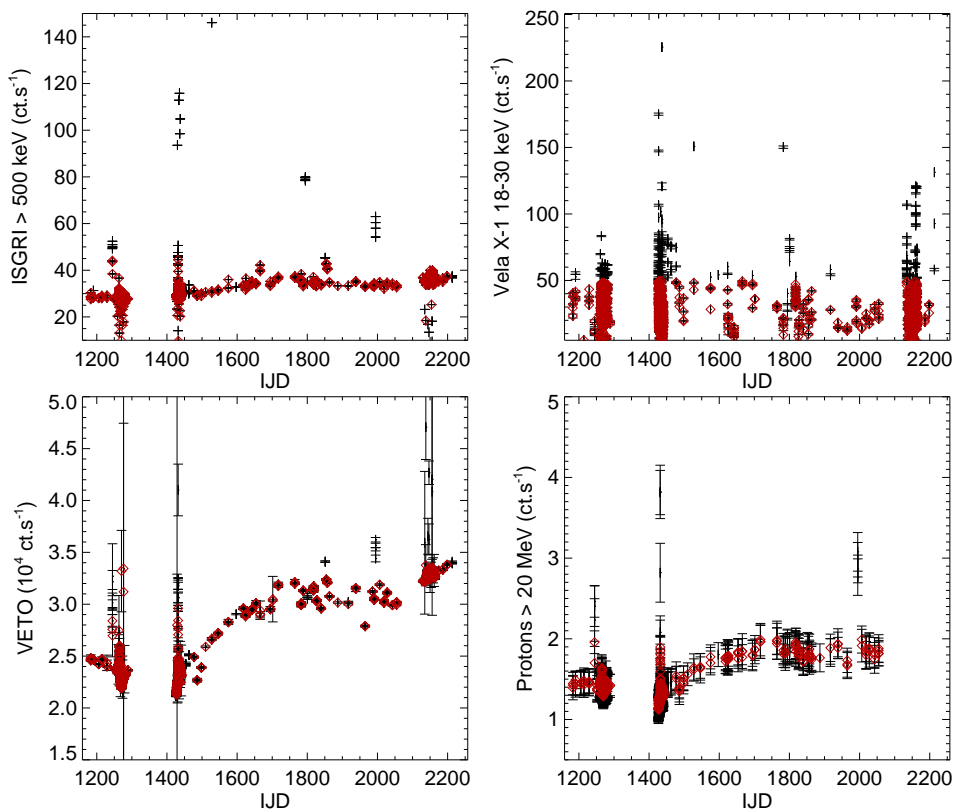 140
120
100
80
60
40
20
ISGRI > 500 keV (ct.s⁻¹)
1200 1400 1600 1800 2000 2200
IJD
250
200
150
100
50
Vela X-1 18-30 keV (ct.s⁻¹)
1200 1400 1600 1800 2000 2200
IJD
5.0
4.5
4.0
3.5
3.0
2.5
2.0
1.5
VETO (10⁴ ct.s⁻¹)
1200 1400 1600 1800 2000 2200
IJD
5
4
3
2
1
Protons > 20 MeV (ct.s⁻¹)
1200 1400 1600 1800 2000 2200
IJD